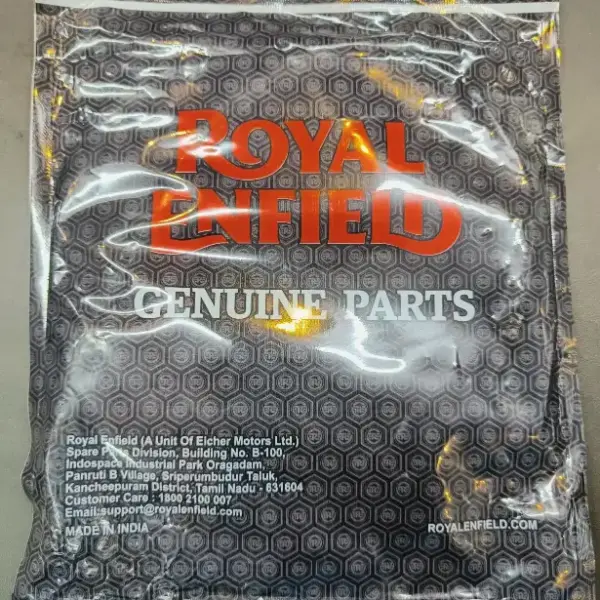 ROYAL
ENFIELD
GENUINE PARTS
Royal Enfield (A Unit Of Eicher Motors Ltd.)
Spare Parts Division, Building No. B-100,
Indospace Industrial Park Oragadam,
Panruti B Village, Sriperumbudur Taluk,
Kancheepuram District, Tamil Nadu - 631604
Customer Care : 1800 2100 007
Email:support@royalenfield.com
MADE IN INDIA
ROYALENFIELD.COM